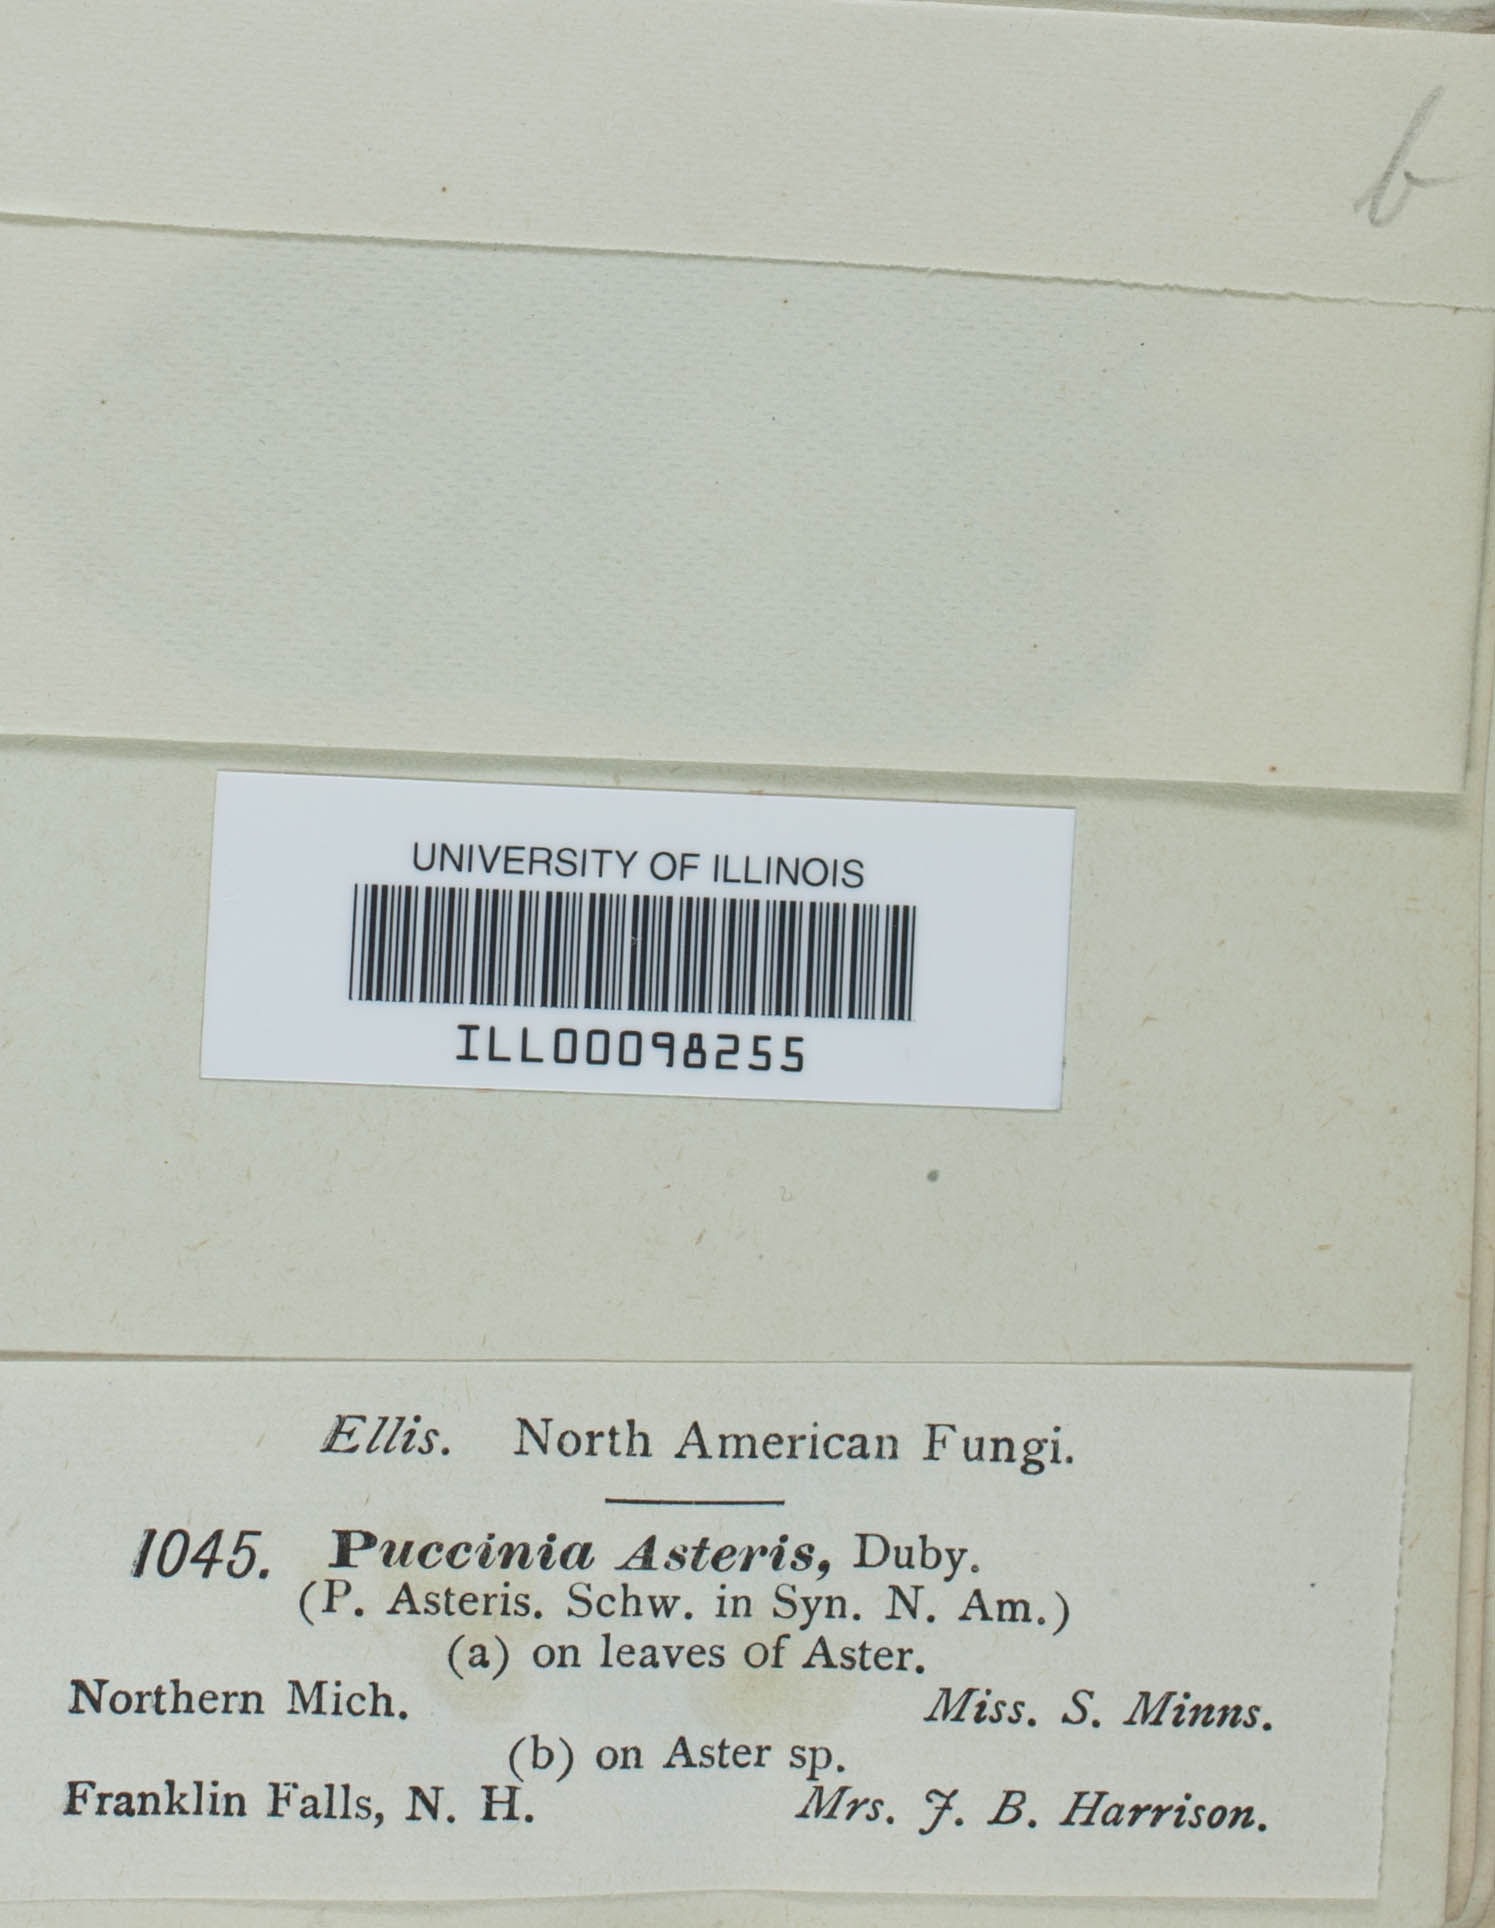 b
UNIVERSITY OF ILLINOIS
ILL00098255
Ellis. North American Fungi.
1045. Puccinia Asteris, Duby.
(P. Asteris. Schw. in Syn. N. Am.)
(a) on leaves of Aster.
Northern Mich. Miss. S. Minns.
(b) on Aster sp.
Franklin Falls, N. H. Mrs. J. B. Harrison.